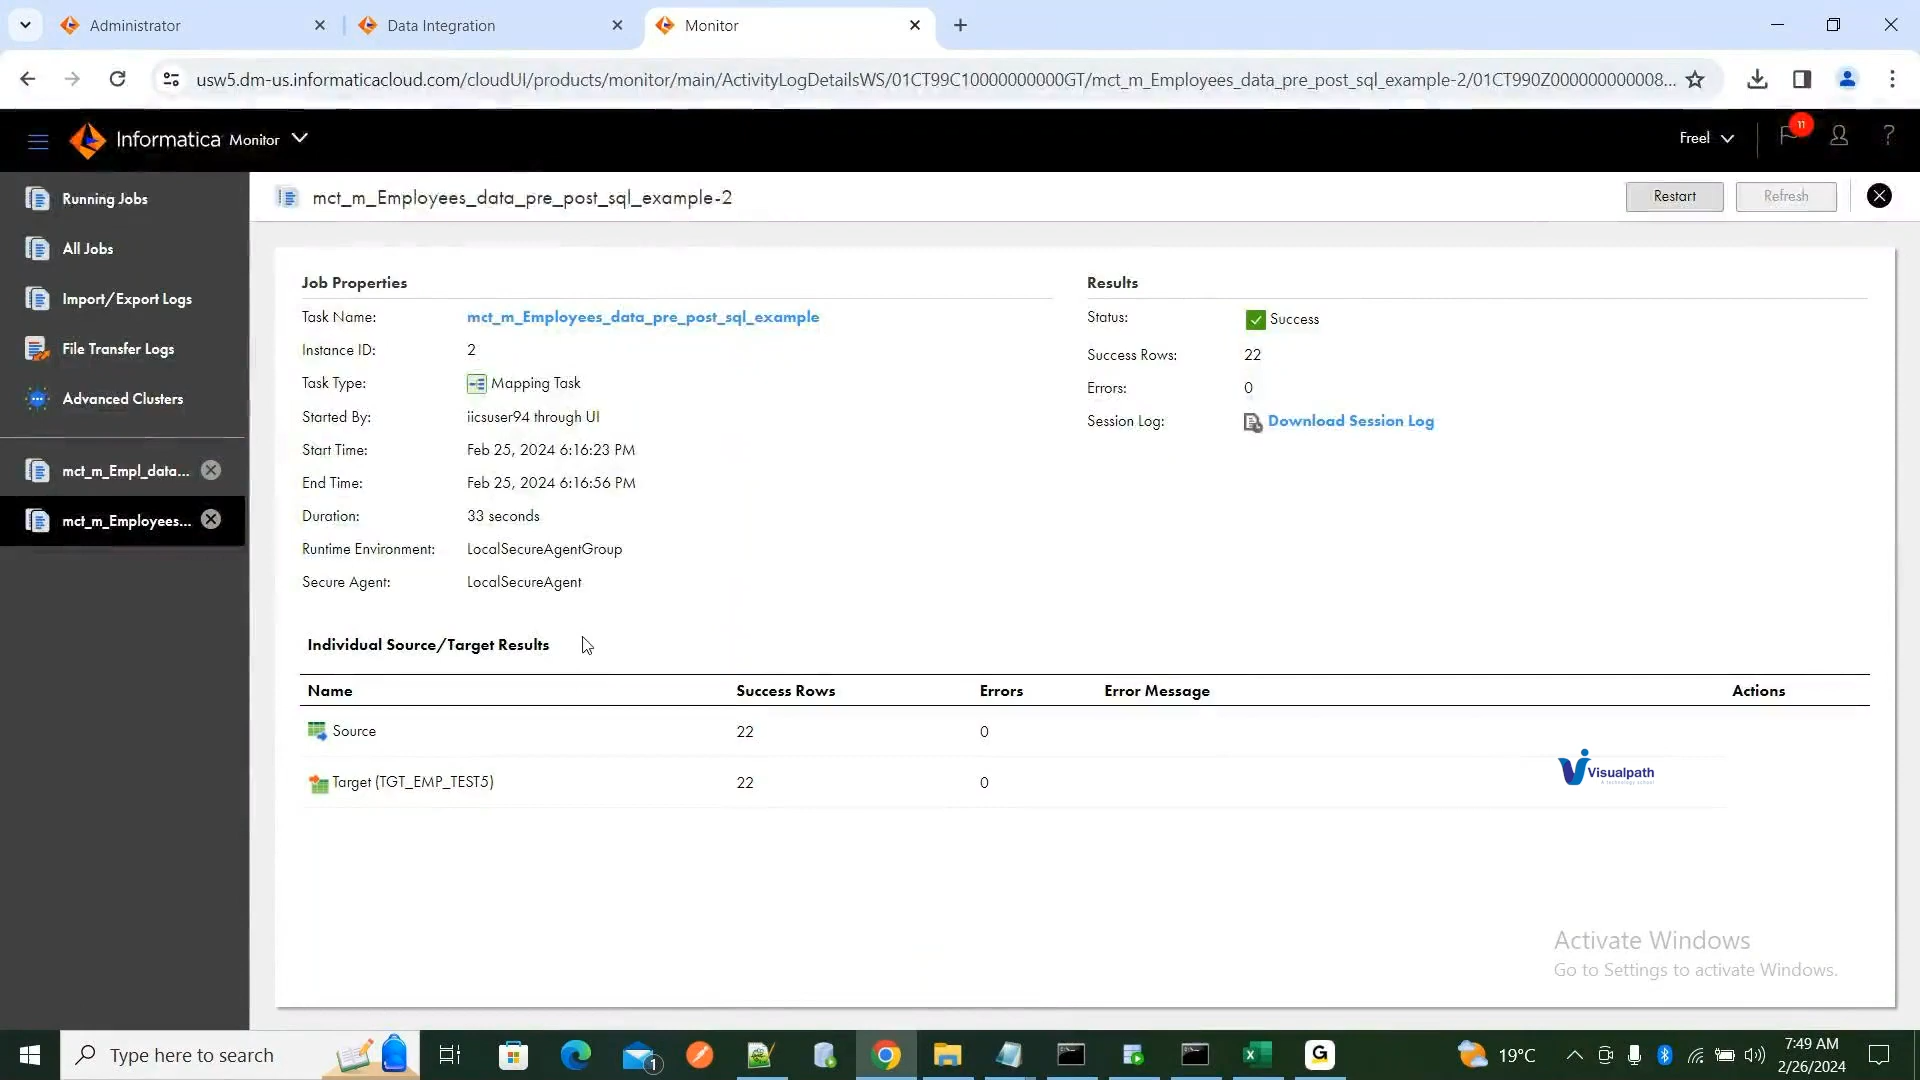 Administrator
Data Integration
Monitor
usw5.dm-us.informaticacloud.com/cloudUI/products/monitor/main/ActivityLogDetailsWS/01CT99C10000000000GT/mct_m_Employees_data_pre_post_sql_example-2/01CT990Z000000000008...
Informatica Monitor
Freel
11
?
Running Jobs
All Jobs
Import/Export Logs
File Transfer Logs
Advanced Clusters
mct_m_Empl_data...
mct_m_Employees...
mct_m_Employees_data_pre_post_sql_example-2
Restart
Refresh
Job Properties
Task Name: mct_m_Employees_data_pre_post_sql_example
Instance ID: 2
Task Type: Mapping Task
Started By: iicsuser94 through UI
Start Time: Feb 25, 2024 6:16:23 PM
End Time: Feb 25, 2024 6:16:56 PM
Duration: 33 seconds
Runtime Environment: LocalSecureAgentGroup
Secure Agent: LocalSecureAgent
Results
Status: Success
Success Rows: 22
Errors: 0
Session Log: Download Session Log
Individual Source/Target Results
Name Success Rows Errors Error Message Actions
Source 22 0
Target (TGT_EMP_TEST5) 22 0
Visualpath
Activate Windows
Go to Settings to activate Windows.
Type here to search
1
G
19°C
7:49 AM
2/26/2024